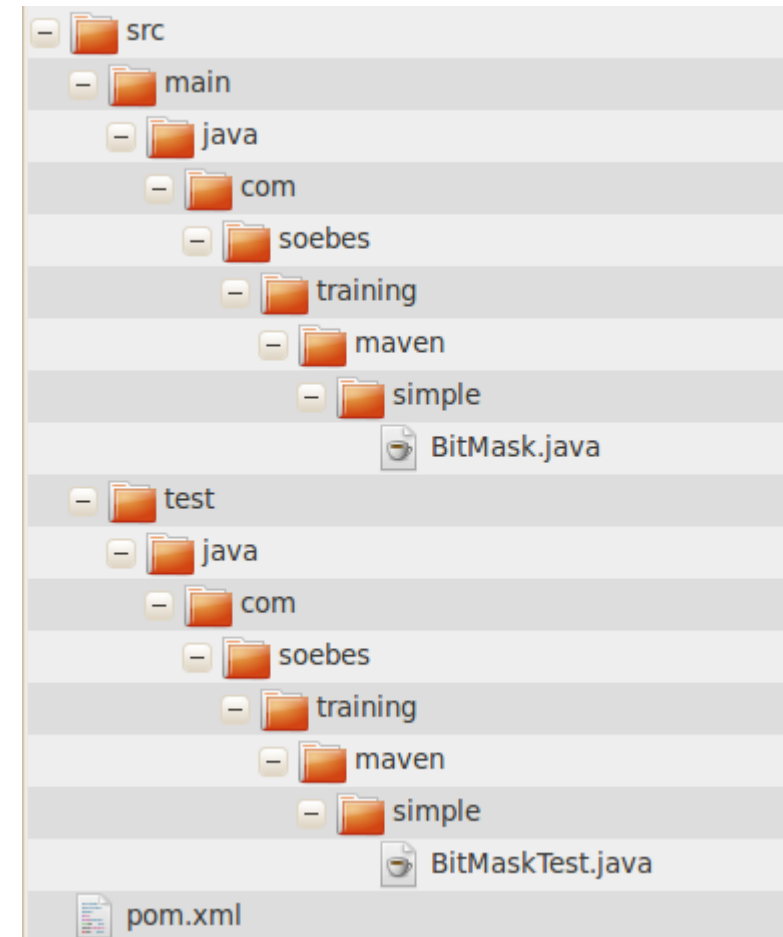 src
main
java
com
soebes
training
maven
simple
BitMask.java
test
java
com
soebes
training
maven
simple
BitMaskTest.java
pom.xml